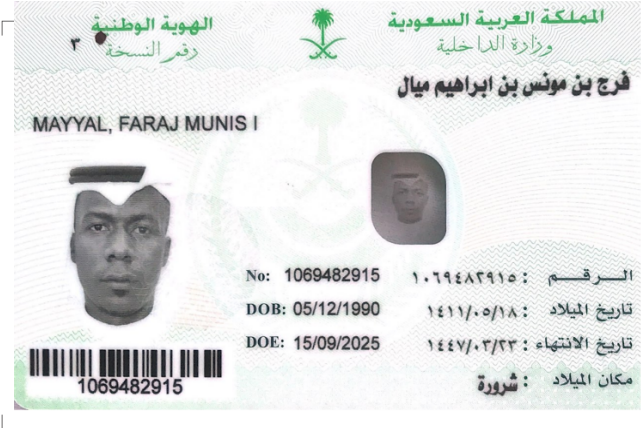 المملكة العربية السعودية
وزارة الداخلية
الهوية الوطنية
رقم النسخة ٣
فرج بن مونس بن ابراهيم ميال
MAYYAL, FARAJ MUNIS I
No: 1069482915 الـرقـم : ١٠٦٩٤٨٢٩١٥
DOB: 05/12/1990 تاريخ الميلاد : ١٤١١/٠٥/١٨
DOE: 15/09/2025 تاريخ الانتهاء : ١٤٤٧/٠٣/٢٣
مكان الميلاد : شرورة
1069482915